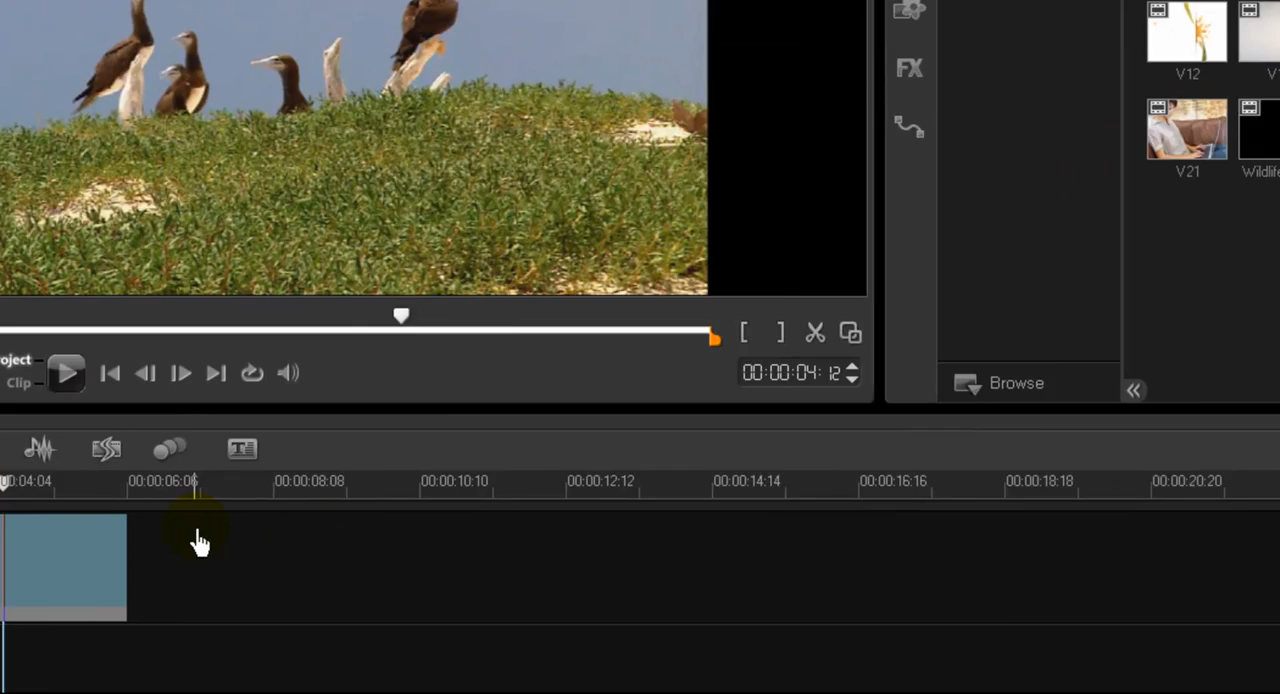 FX
V12
V21
Wildlife
oject
Clip
[ ]
00:00:04:12
Browse
T
00:04:04
00:00:06:06
00:00:08:08
00:00:10:10
00:00:12:12
00:00:14:14
00:00:16:16
00:00:18:18
00:00:20:20